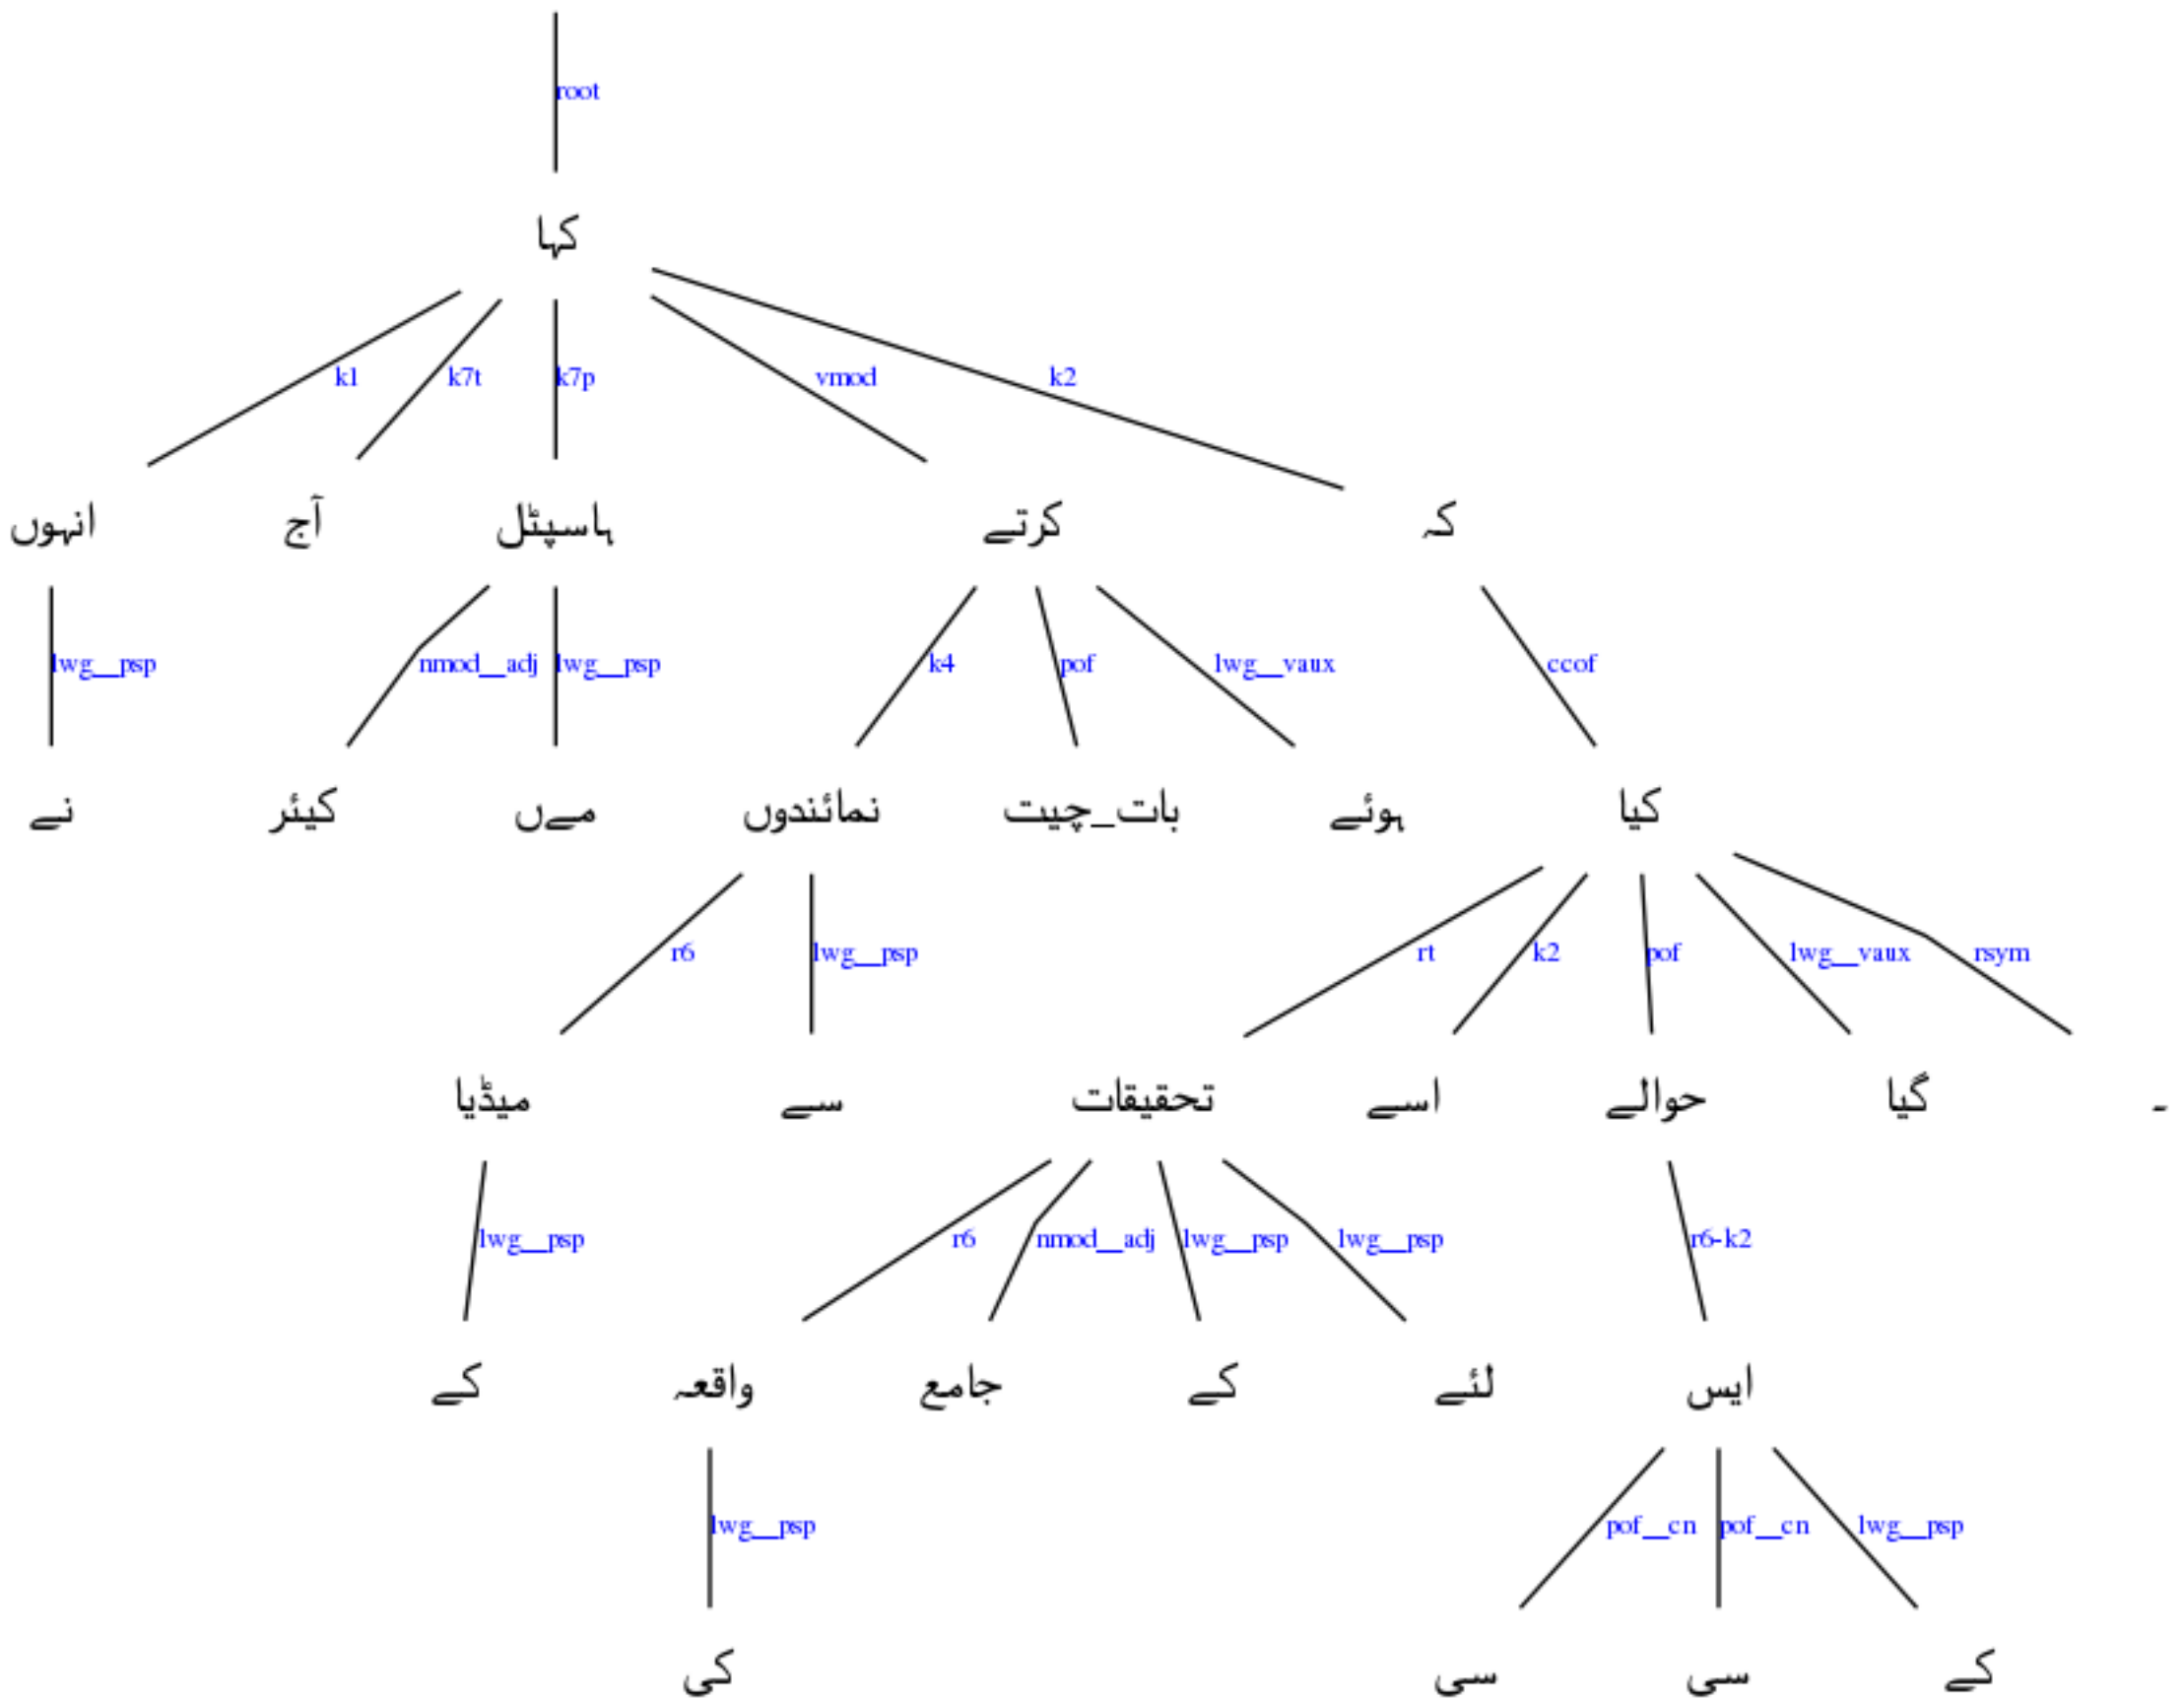 root
کہا
k1 k7t k7p vmod k2
انہوں آج ہاسپٹل کرتے کہ
lwg__psp nmod__adj lwg__psp k4 pof lwg__vaux ccof
نے کیئر مےں نمائندوں بات_چیت ہوئے کیا
r6 lwg__psp rt k2 pof lwg__vaux rsym
میڈیا سے تحقیقات اسے حوالے گیا ۔
lwg__psp r6 nmod__adj lwg__psp lwg__psp r6-k2
کے واقعہ جامع کے لئے ایس
lwg__psp pof__cn pof__cn lwg__psp
کی سی سی کے